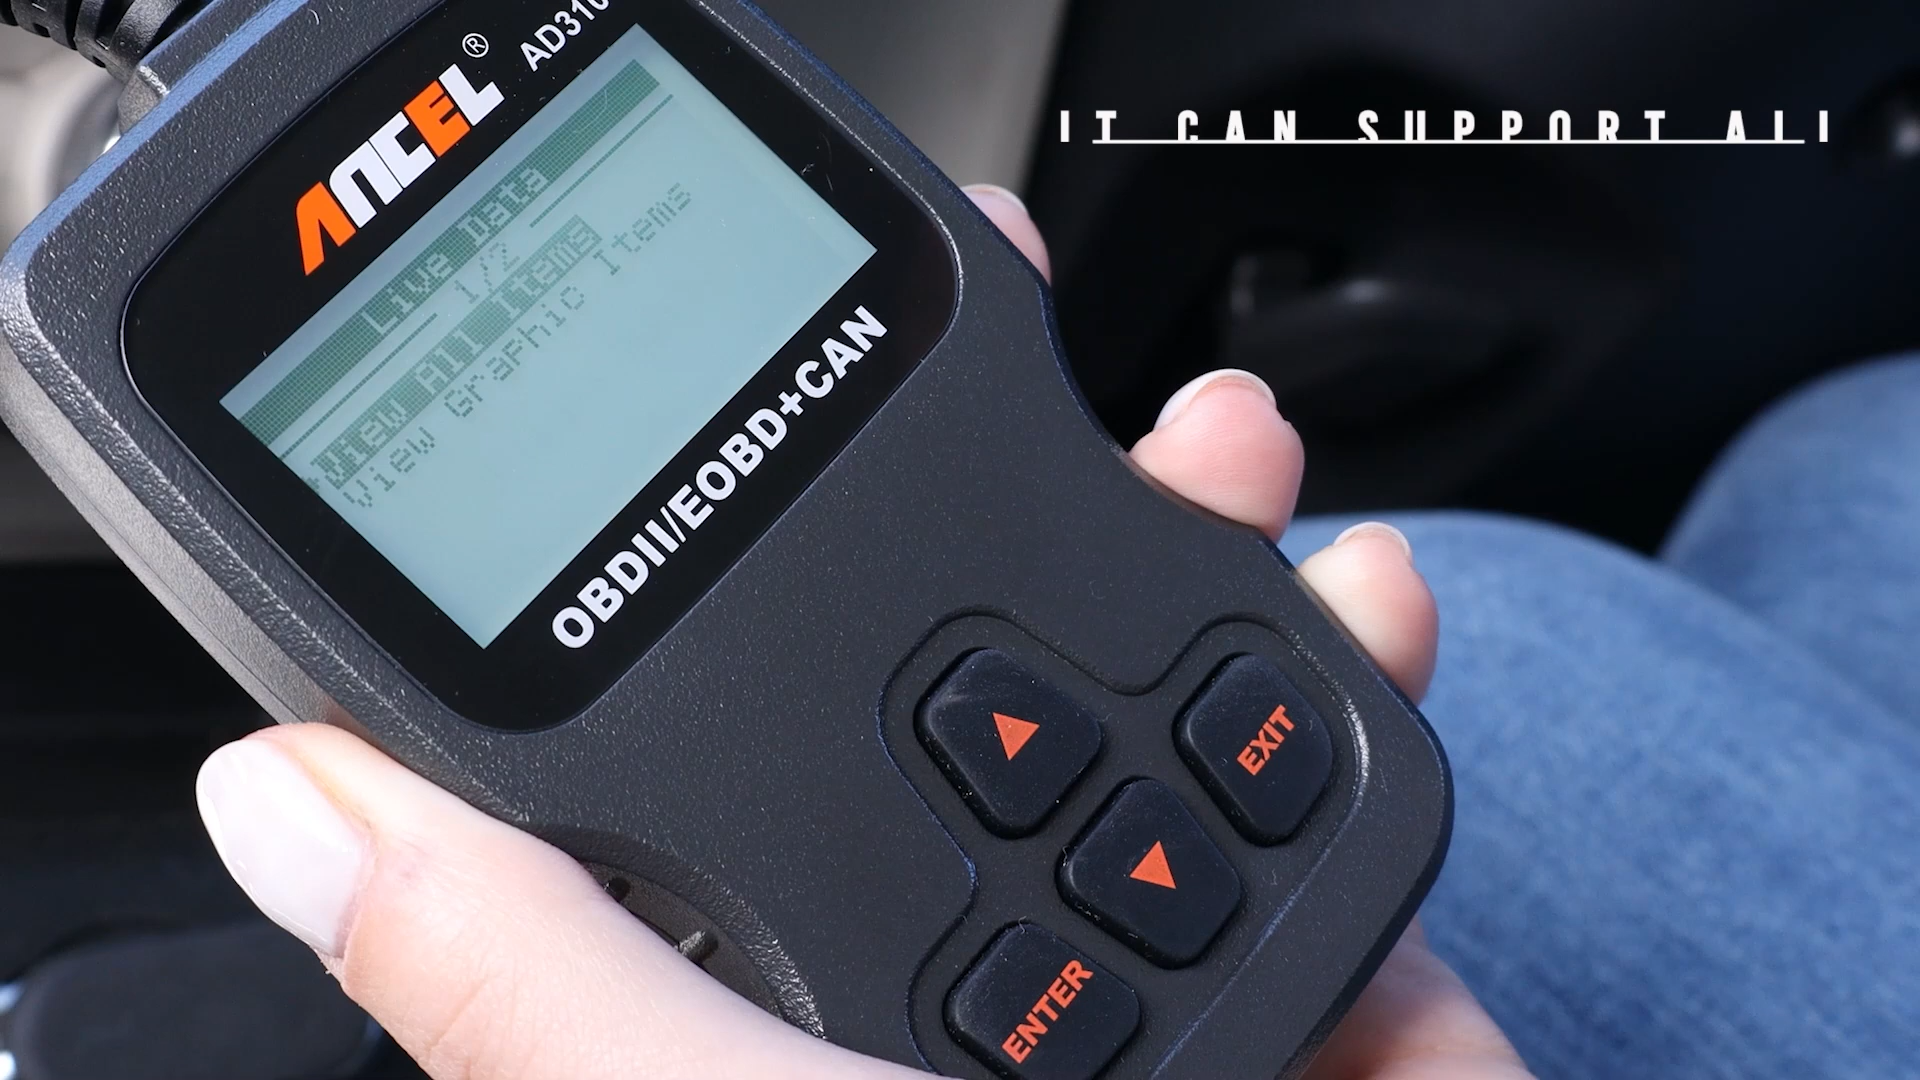 ANCEL®
AD310
Live Data
1/2
View All Items
View Graphic Items
OBDII/EOBD+CAN
EXIT
ENTER
IT CAN SUPPORT ALL